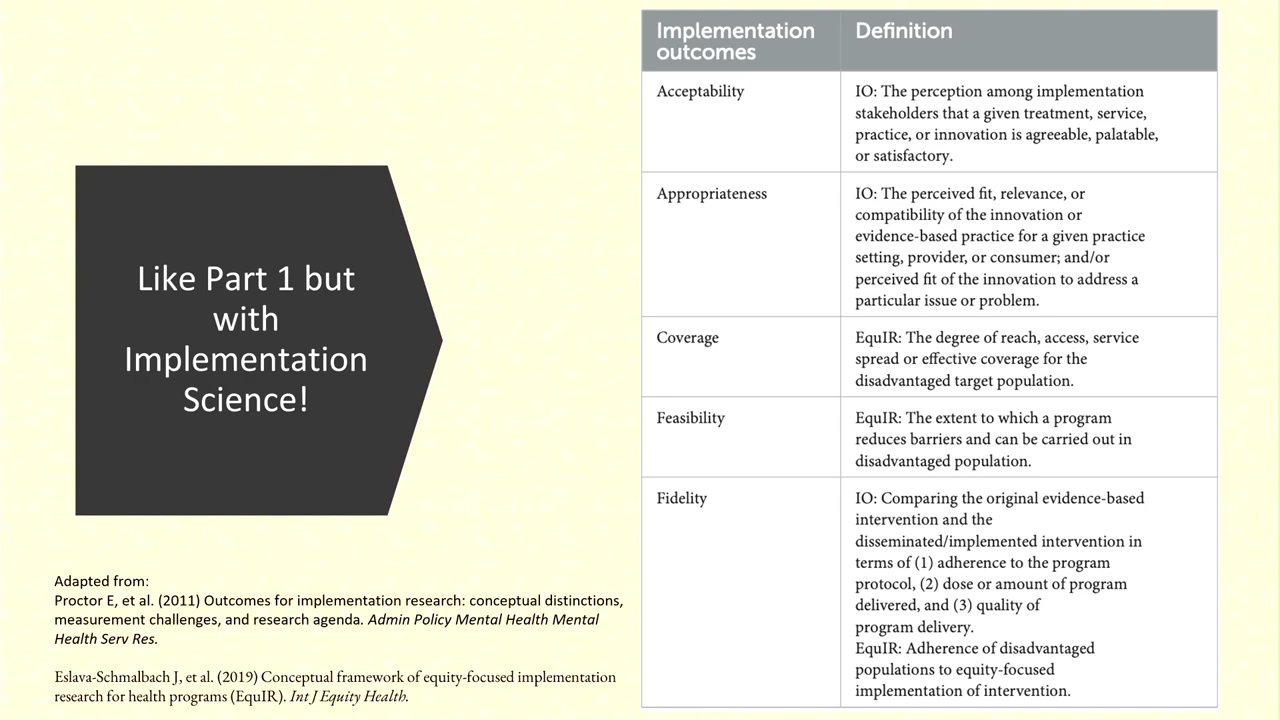 Like Part 1 but
with
Implementation
Science!
Adapted from:
Proctor E, et al. (2011) Outcomes for implementation research: conceptual distinctions,
measurement challenges, and research agenda. Admin Policy Mental Health Mental
Health Serv Res.
Eslava-Schmalbach J, et al. (2019) Conceptual framework of equity-focused implementation
research for health programs (EquIR). Int J Equity Health.
Implementation
outcomes
Definition
Acceptability
IO: The perception among implementation
stakeholders that a given treatment, service,
practice, or innovation is agreeable, palatable,
or satisfactory.
Appropriateness
IO: The perceived fit, relevance, or
compatibility of the innovation or
evidence-based practice for a given practice
setting, provider, or consumer; and/or
perceived fit of the innovation to address a
particular issue or problem.
Coverage
EquIR: The degree of reach, access, service
spread or effective coverage for the
disadvantaged target population.
Feasibility
EquIR: The extent to which a program
reduces barriers and can be carried out in
disadvantaged population.
Fidelity
IO: Comparing the original evidence-based
intervention and the
disseminated/implemented intervention in
terms of (1) adherence to the program
protocol, (2) dose or amount of program
delivered, and (3) quality of
program delivery.
EquIR: Adherence of disadvantaged
populations to equity-focused
implementation of intervention.